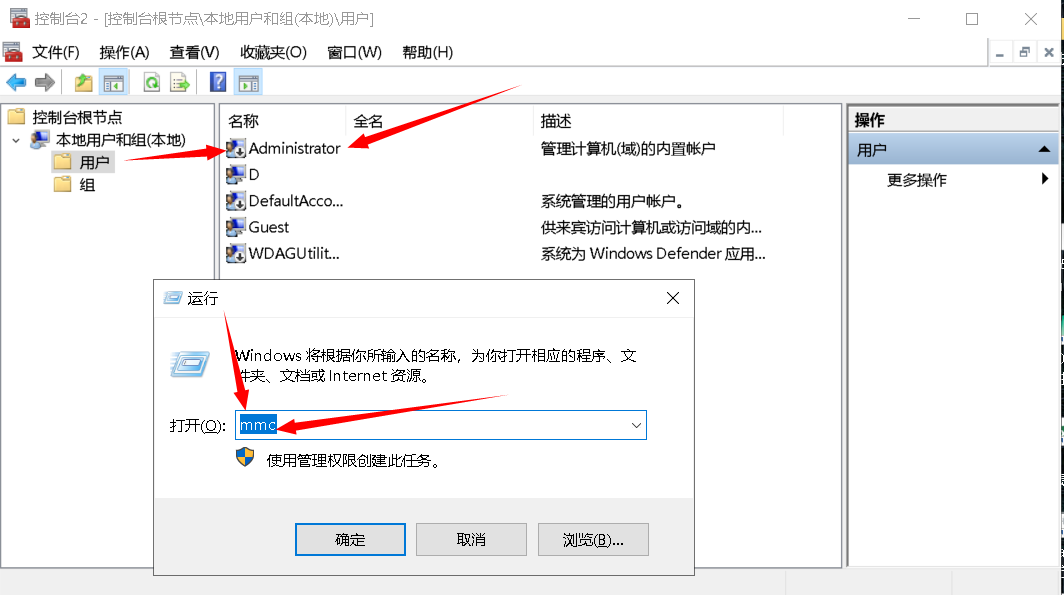 控制台2 - [控制台根节点\本地用户和组(本地)\用户]
文件(F) 操作(A) 查看(V) 收藏夹(O) 窗口(W) 帮助(H)
控制台根节点
本地用户和组(本地)
用户
组
名称 全名 描述
Administrator 管理计算机(域)的内置帐户
D
DefaultAcco... 系统管理的用户帐户。
Guest 供来宾访问计算机或访问域的内...
WDAGUtilit... 系统为 Windows Defender 应用...
操作
用户
更多操作
运行
Windows 将根据你所输入的名称，为你打开相应的程序、文
件夹、文档或 Internet 资源。
打开(O): mmc
使用管理权限创建此任务。
确定 取消 浏览(B)...